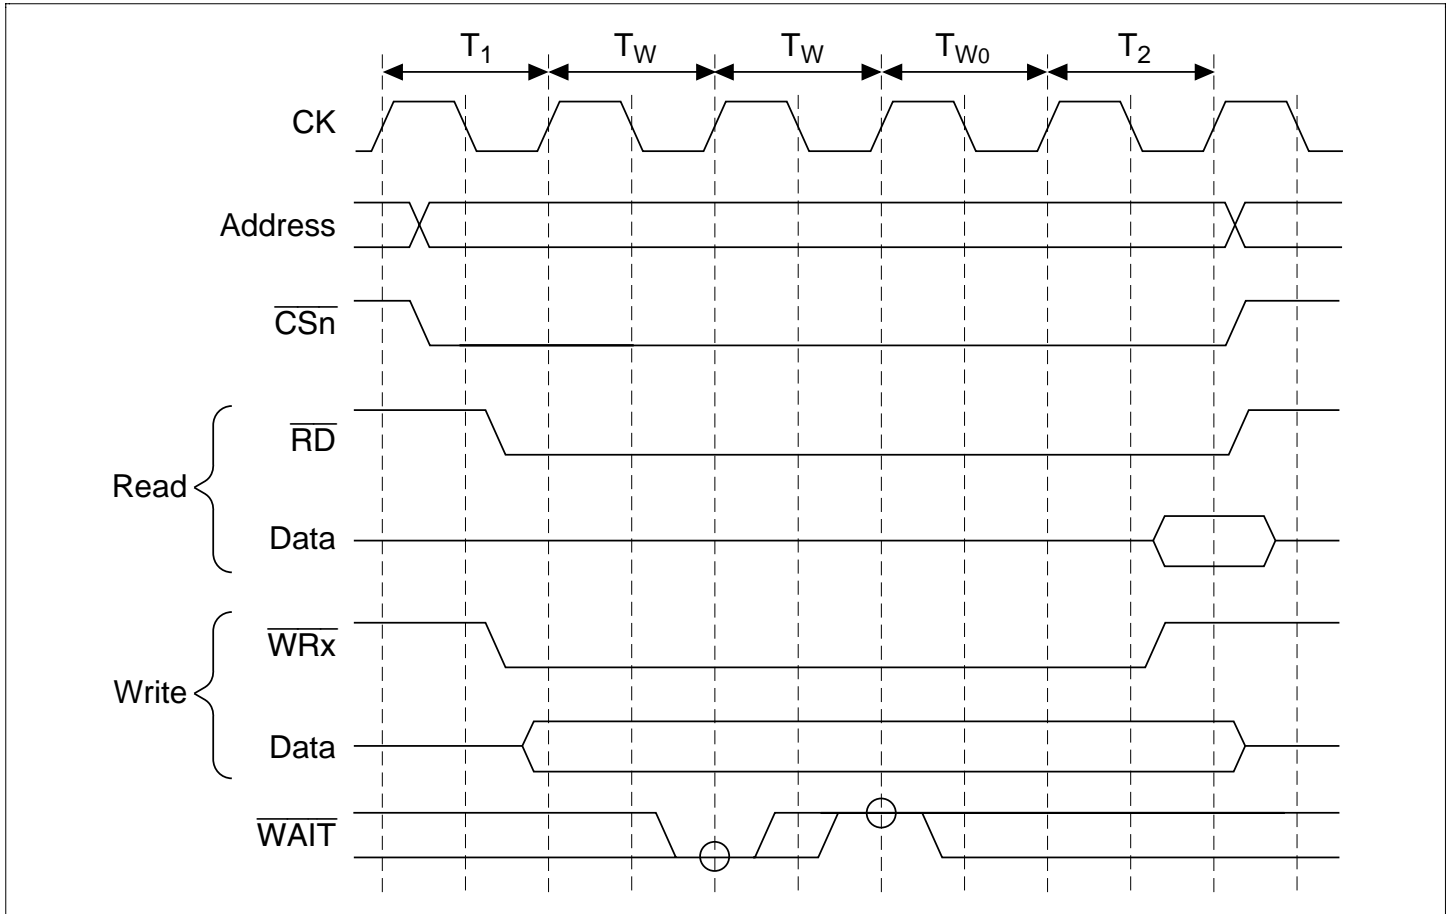 T1 TW TW TW0 T2
CK
Address
CSn
RD
Read
Data
WRx
Write
Data
WAIT